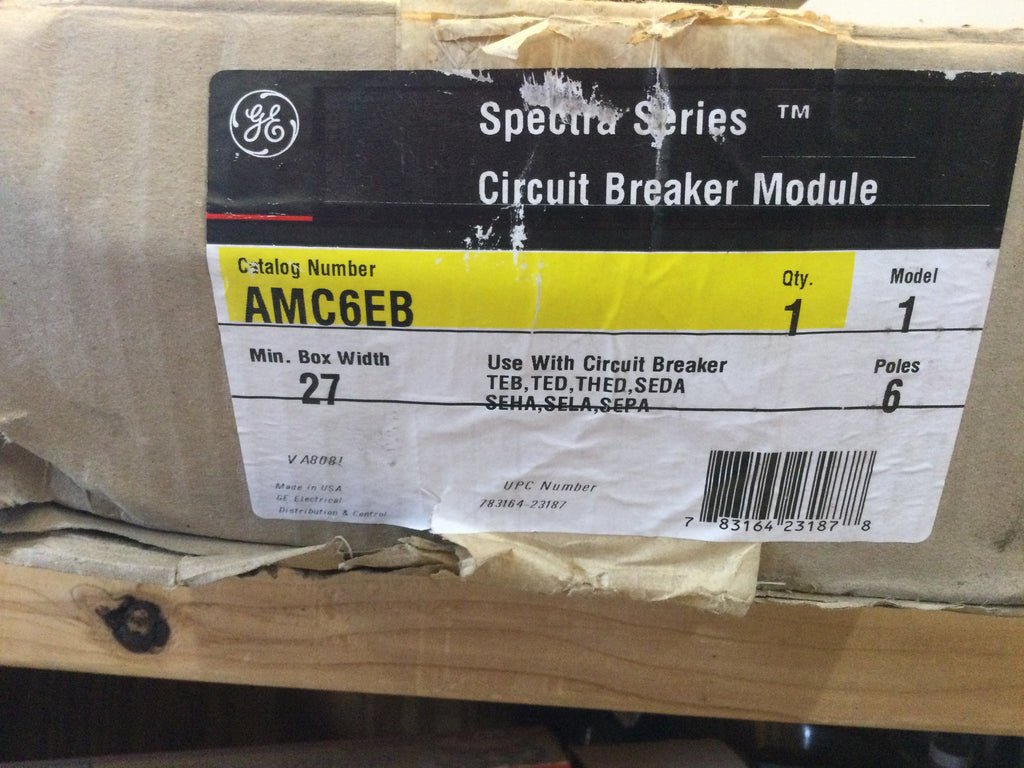 GE
Spectra Series ™
Circuit Breaker Module
Catalog Number
AMC6EB
Qty.
1
Model
1
Min. Box Width
27
Use With Circuit Breaker
TEB,TED,THED,SEDA
SEHA,SELA,SEPA
Poles
6
V A8081
Made in USA
GE Electrical
Distribution & Control
UPC Number
783164-23187
7 83164 23187 8